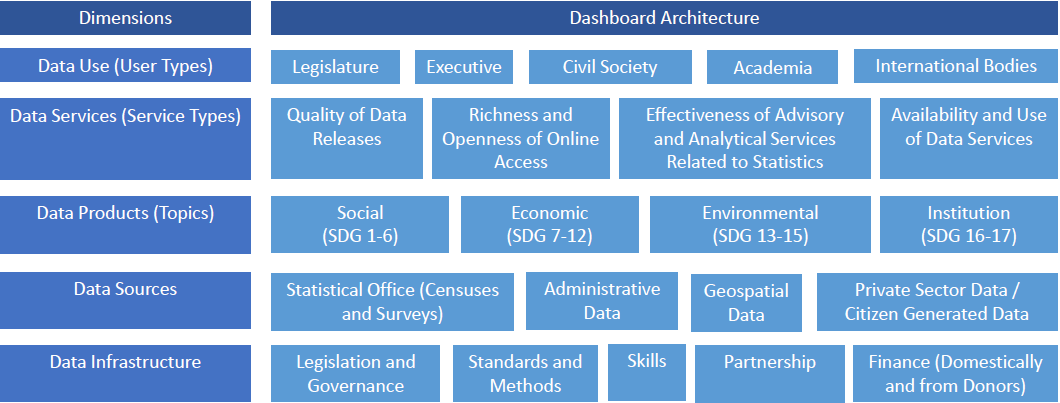 Dimensions
Dashboard Architecture
Data Use (User Types)
Legislature
Executive
Civil Society
Academia
International Bodies
Data Services (Service Types)
Quality of Data
Releases
Richness and
Openness of Online
Access
Effectiveness of Advisory
and Analytical Services
Related to Statistics
Availability and Use
of Data Services
Data Products (Topics)
Social
(SDG 1-6)
Economic
(SDG 7-12)
Environmental
(SDG 13-15)
Institution
(SDG 16-17)
Data Sources
Statistical Office (Censuses
and Surveys)
Administrative
Data
Geospatial
Data
Private Sector Data /
Citizen Generated Data
Data Infrastructure
Legislation and
Governance
Standards and
Methods
Skills
Partnership
Finance (Domestically
and from Donors)